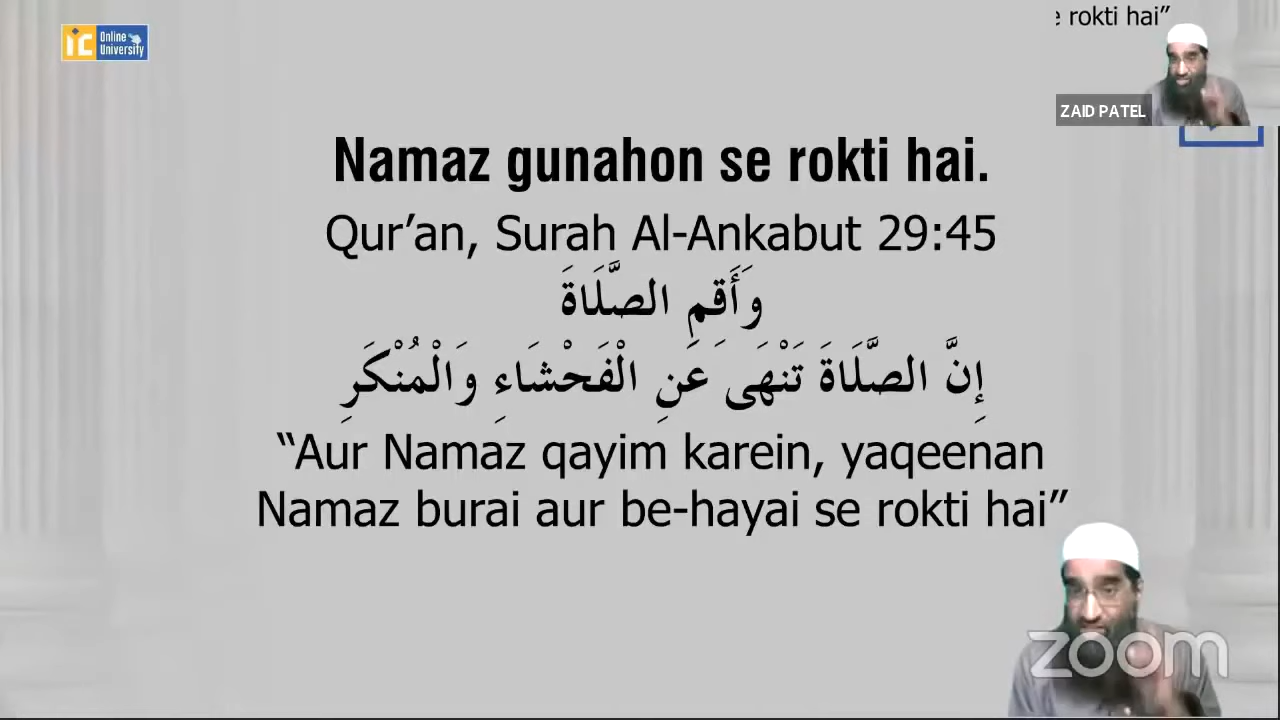 iC Online
University
e rokti hai”
ZAID PATEL
Namaz gunahon se rokti hai.
Qur’an, Surah Al-Ankabut 29:45
وَأَقِمِ الصَّلَاةَ
إِنَّ الصَّلَاةَ تَنْهَىٰ عَنِ الْفَحْشَاءِ وَالْمُنْكَرِ
“Aur Namaz qayim karein, yaqeenan
Namaz burai aur be-hayai se rokti hai”
zoom